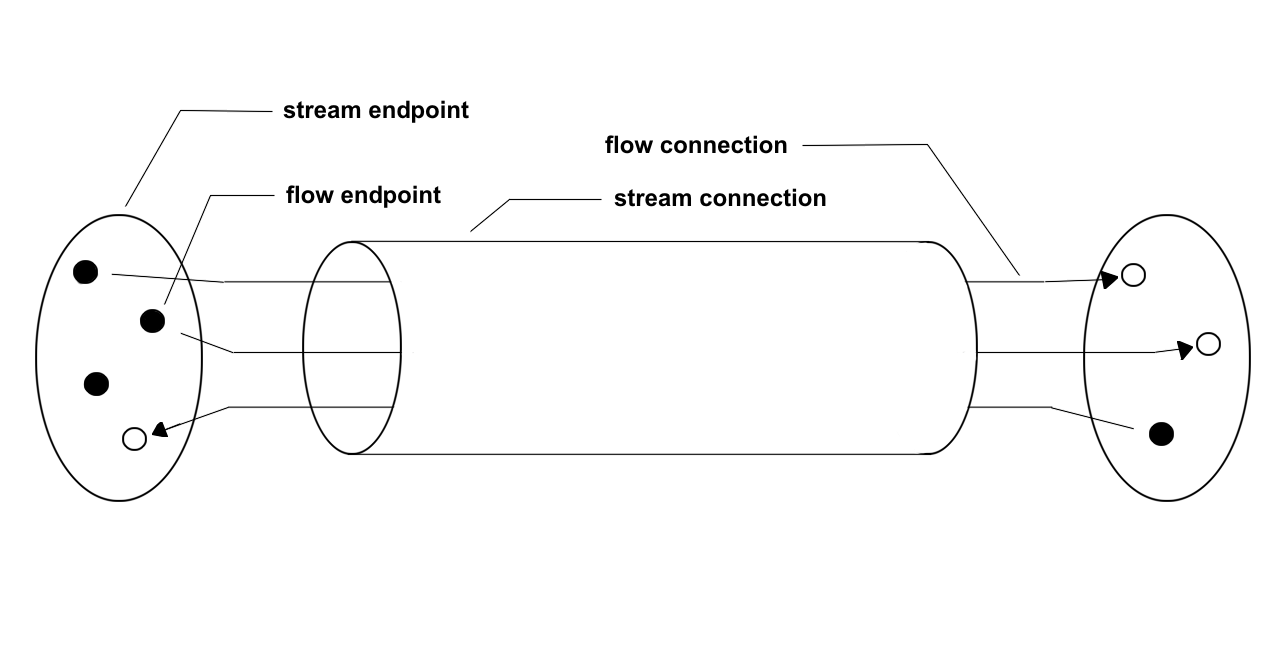 stream endpoint
flow connection
flow endpoint
stream connection